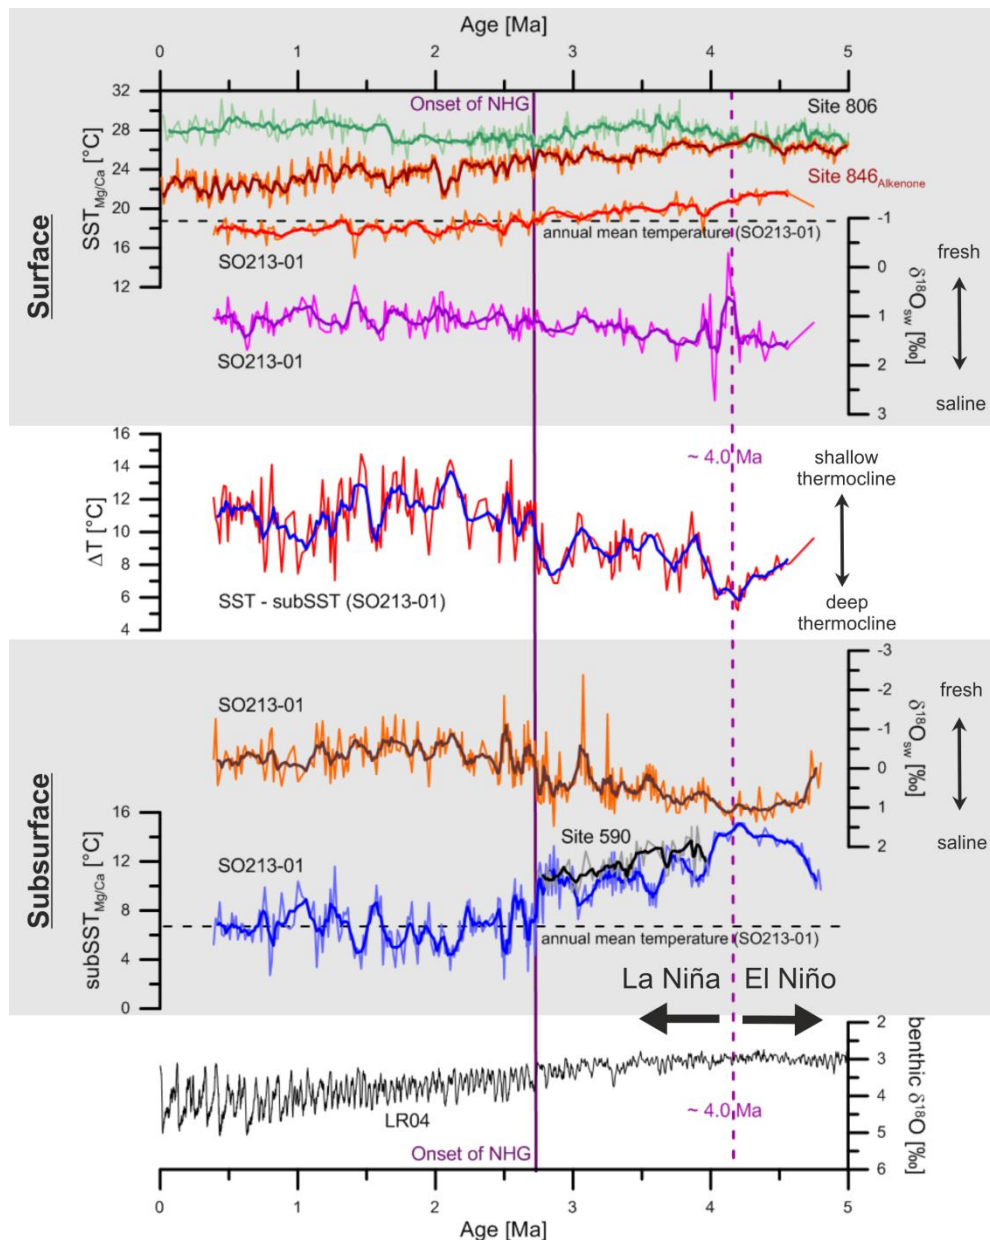 Age [Ma]
0 1 2 3 4 5
Onset of NHG
Site 806
32
28
24
20
16
12
SST Mg/Ca [°C]
Site 846 Alkenone
annual mean temperature (SO213-01)
SO213-01
Surface
SO213-01
-1
0
1
2
3
δ18Osw [‰]
fresh
saline
16
14
12
10
8
6
4
ΔT [°C]
~ 4.0 Ma
shallow
thermocline
deep
thermocline
SST - subSST (SO213-01)
-3
-2
-1
0
1
2
δ18Osw [‰]
fresh
saline
SO213-01
Subsurface
16
12
8
4
0
subSST Mg/Ca [°C]
Site 590
SO213-01
annual mean temperature (SO213-01)
La Niña El Niño
2
3
4
5
6
benthic δ18O [‰]
~ 4.0 Ma
LR04
Onset of NHG
0 1 2 3 4 5
Age [Ma]